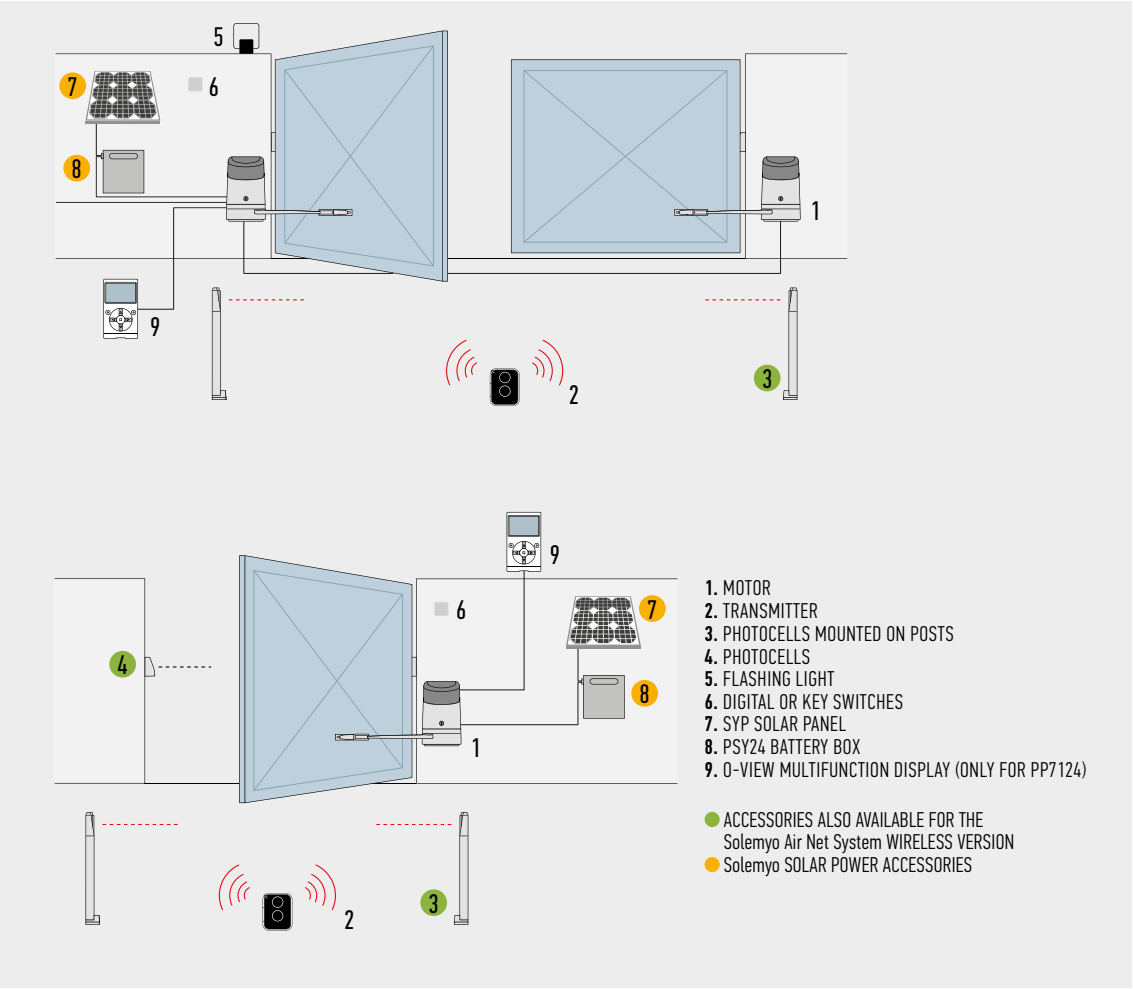 5
7
6
8
1
9
3
2
9
6
7
4
8
1
3
2
1. MOTOR
2. TRANSMITTER
3. PHOTOCELLS MOUNTED ON POSTS
4. PHOTOCELLS
5. FLASHING LIGHT
6. DIGITAL OR KEY SWITCHES
7. SYP SOLAR PANEL
8. PSY24 BATTERY BOX
9. O-VIEW MULTIFUNCTION DISPLAY (ONLY FOR PP7124)
ACCESSORIES ALSO AVAILABLE FOR THE
Solemyo Air Net System WIRELESS VERSION
Solemyo SOLAR POWER ACCESSORIES